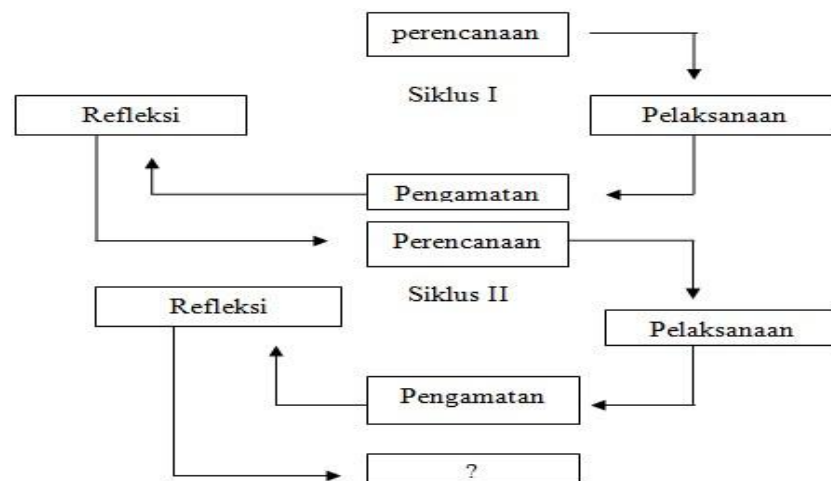 perencanaan
Siklus I
Refleksi
Pelaksanaan
Pengamatan
Perencanaan
Siklus II
Refleksi
Pelaksanaan
Pengamatan
?